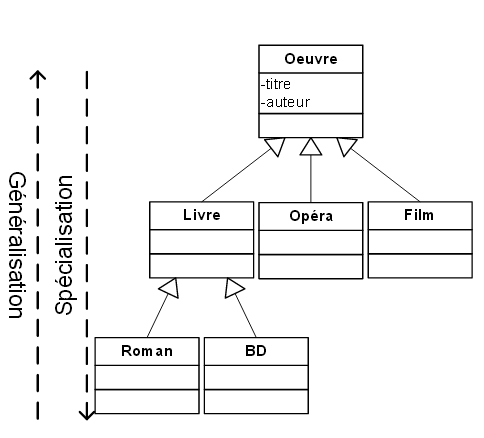 Oeuvre
-titre
-auteur
Livre
Opéra
Film
Roman
BD
Généralisation
Spécialisation